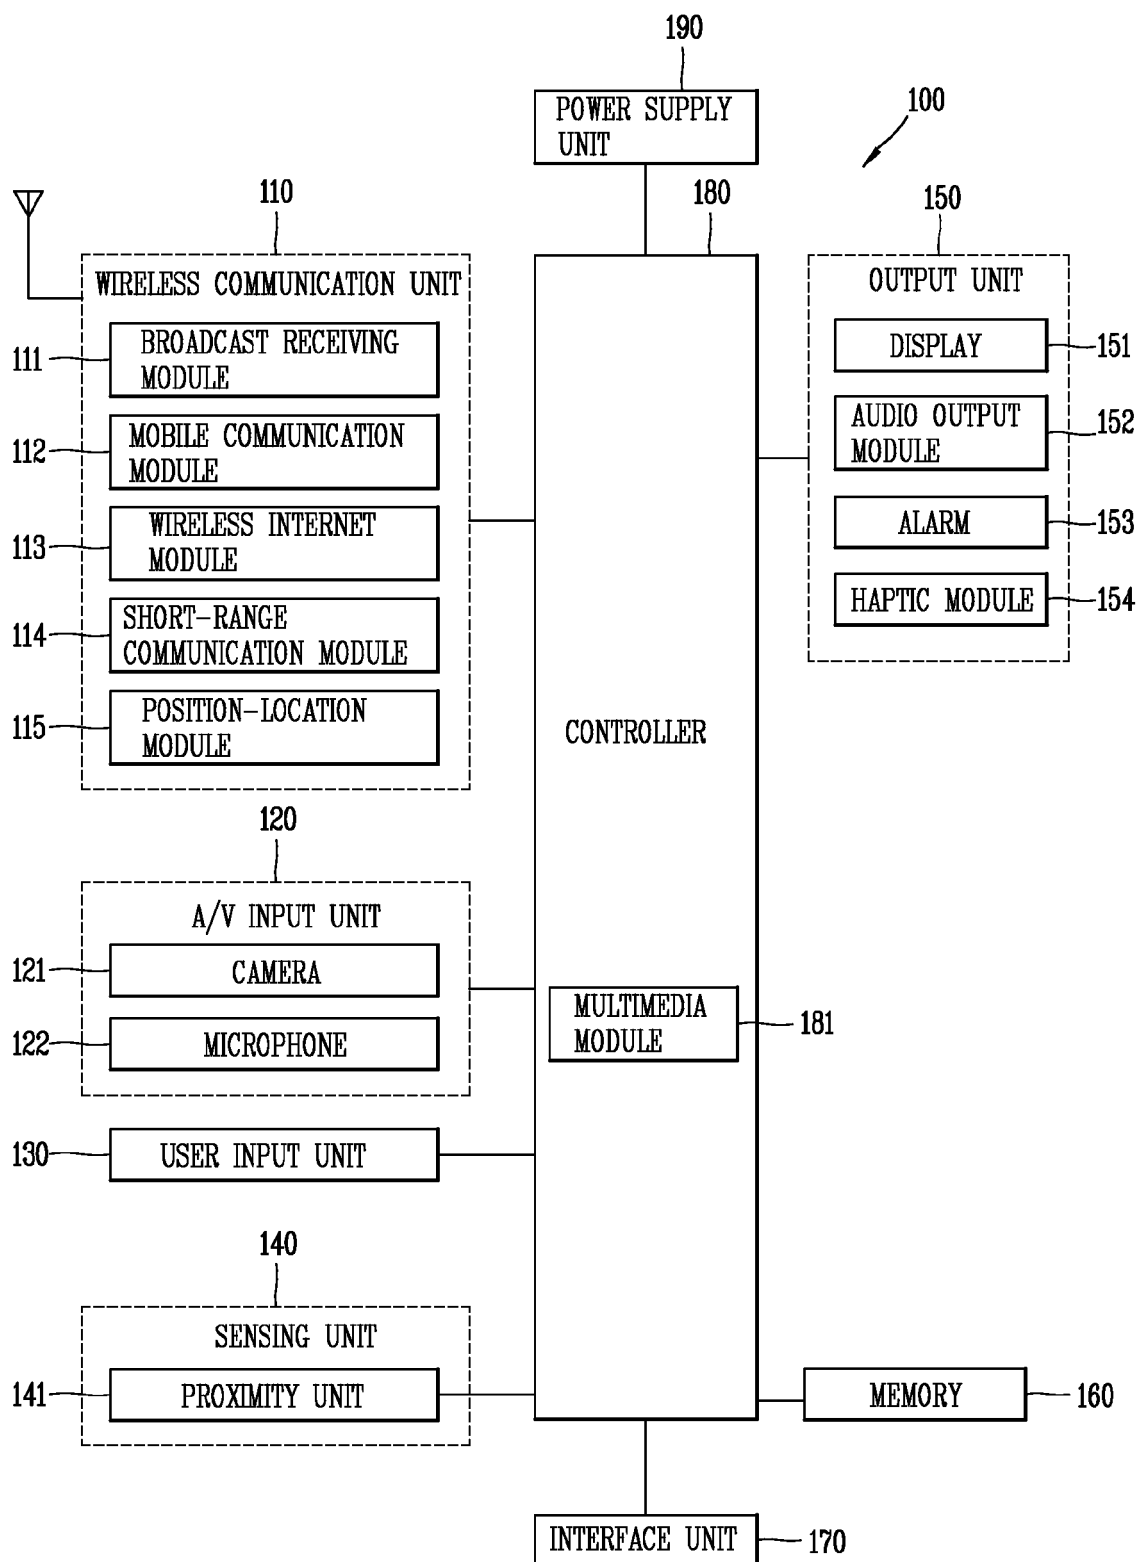 190
POWER SUPPLY
UNIT
100
110
180
150
WIRELESS COMMUNICATION UNIT
OUTPUT UNIT
111
BROADCAST RECEIVING
MODULE
DISPLAY
151
112
MOBILE COMMUNICATION
MODULE
AUDIO OUTPUT
MODULE
152
113
WIRELESS INTERNET
MODULE
ALARM
153
114
SHORT-RANGE
COMMUNICATION MODULE
HAPTIC MODULE
154
115
POSITION-LOCATION
MODULE
CONTROLLER
120
A/V INPUT UNIT
121
CAMERA
122
MICROPHONE
MULTIMEDIA
MODULE
181
130
USER INPUT UNIT
140
SENSING UNIT
141
PROXIMITY UNIT
MEMORY
160
INTERFACE UNIT
170